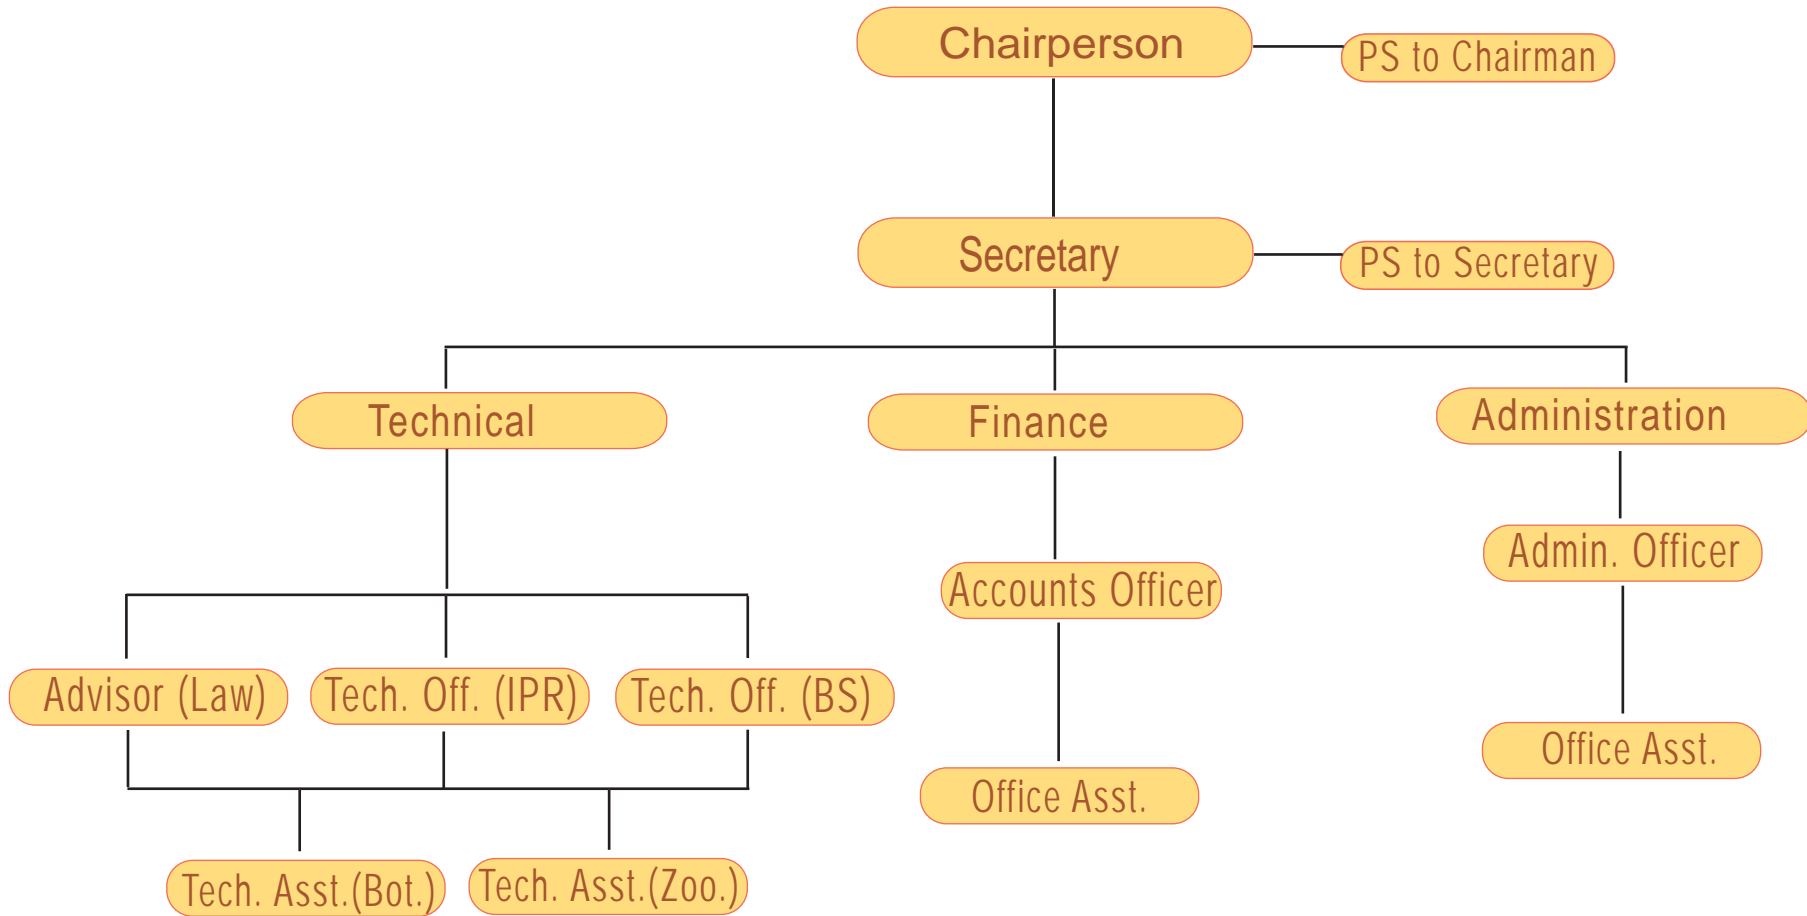 Chairperson
PS to Chairman
Secretary
PS to Secretary
Technical
Finance
Administration
Admin. Officer
Accounts Officer
Advisor (Law)
Tech. Off. (IPR)
Tech. Off. (BS)
Office Asst.
Office Asst.
Tech. Asst.(Bot.)
Tech. Asst.(Zoo.)